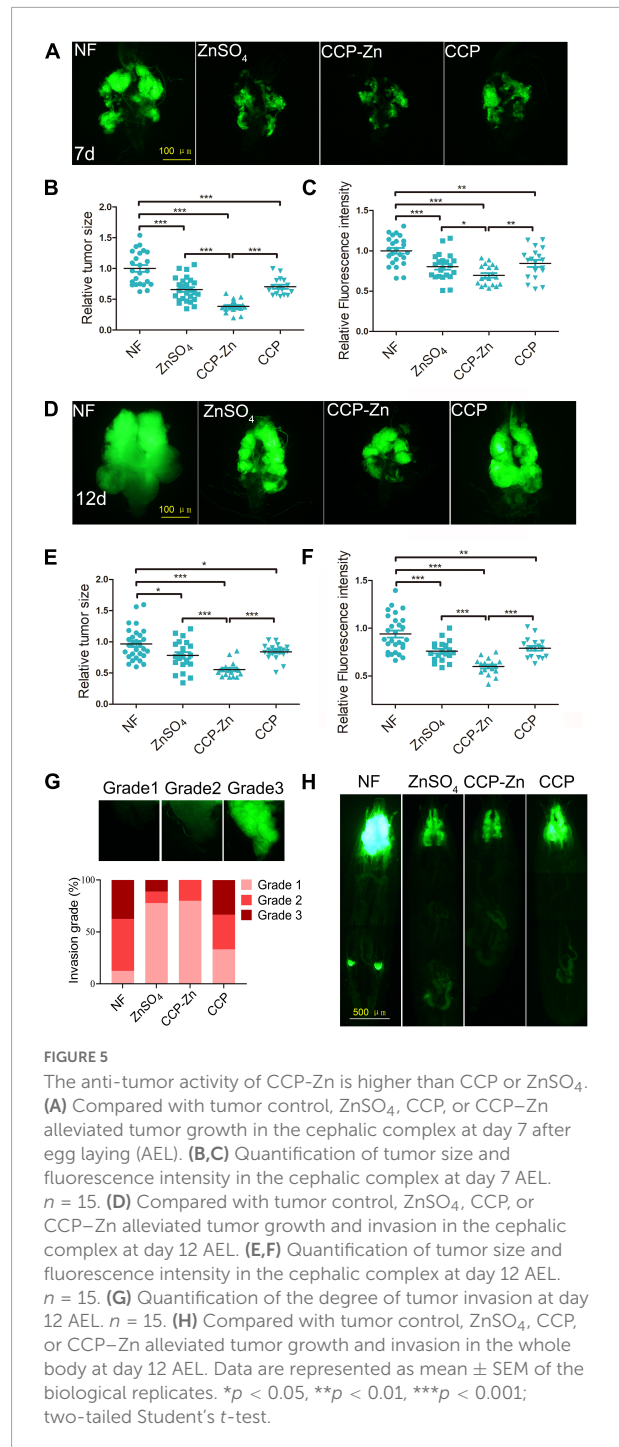 A NF ZnSO4 CCP-Zn CCP
7d 100 μm
B C
*** ** 
*** ***
*** ***
*** *** * **
Relative tumor size
2.0
1.5
1.0
0.5
0.0
NF ZnSO4 CCP-Zn CCP
Relative Fluorescence intensity
2.0
1.5
1.0
0.5
0.0
NF ZnSO4 CCP-Zn CCP
D NF ZnSO4 CCP-Zn CCP
12d 100 μm
E F
* **
*** ***
* ***
*** *** *** ***
Relative tumor size
2.0
1.5
1.0
0.5
0.0
NF ZnSO4 CCP-Zn CCP
Relative Fluorescence intensity
1.5
1.0
0.5
NF ZnSO4 CCP-Zn CCP
G
Grade1 Grade2 Grade3
Invasion grade (%)
100
50
0
NF ZnSO4 CCP-Zn CCP
Grade 1
Grade 2
Grade 3
H
NF ZnSO4 CCP-Zn CCP
500 μm
FIGURE 5
The anti-tumor activity of CCP-Zn is higher than CCP or ZnSO4.
(A) Compared with tumor control, ZnSO4, CCP, or CCP–Zn
alleviated tumor growth in the cephalic complex at day 7 after
egg laying (AEL). (B,C) Quantification of tumor size and
fluorescence intensity in the cephalic complex at day 7 AEL.
n = 15. (D) Compared with tumor control, ZnSO4, CCP, or
CCP–Zn alleviated tumor growth and invasion in the cephalic
complex at day 12 AEL. (E,F) Quantification of tumor size and
fluorescence intensity in the cephalic complex at day 12 AEL.
n = 15. (G) Quantification of the degree of tumor invasion at day
12 AEL. n = 15. (H) Compared with tumor control, ZnSO4, CCP,
or CCP–Zn alleviated tumor growth and invasion in the whole
body at day 12 AEL. Data are represented as mean ± SEM of the
biological replicates. *p < 0.05, **p < 0.01, ***p < 0.001;
two-tailed Student's t-test.